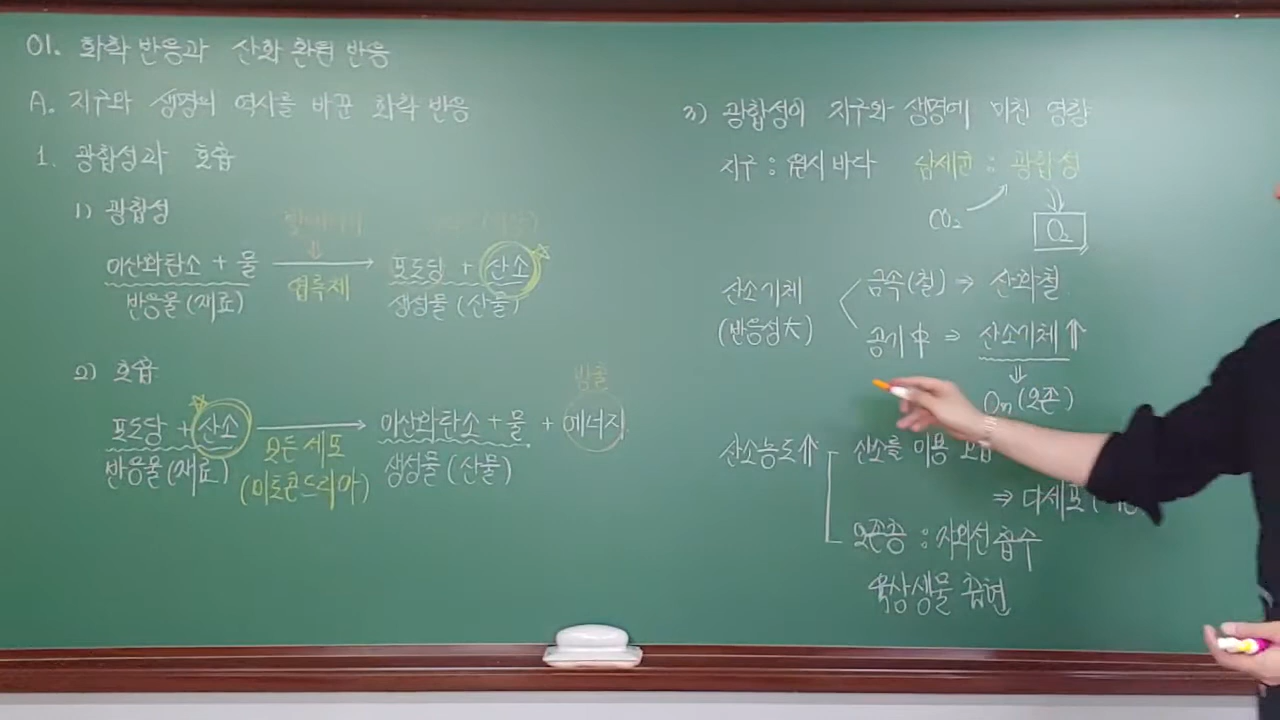 01. 화학 반응과 산화 환원 반응
A. 지구와 생명의 역사를 바꾼 화학 반응
1. 광합성과 호흡
1) 광합성
빛에너지
⇓
이산화탄소 + 물 → 포도당 + 산소
엽록체
반응물(재료) 생성물(산물)
2) 호흡
방출
포도당 + 산소 → 이산화탄소 + 물 + 에너지
모든 세포
반응물(재료) 생성물(산물)
(미토콘드리아)
3) 광합성이 지구와 생명에 미친 영향
지구 : 원시 바다 남세균 : 광합성
CO₂ O₂
산소기체 금속(철) ⇒ 산화철
(반응성大) 공기中 ⇒ 산소기체⇑
⇓
O₃(오존)
산소농도⇑ 산소를 이용 호흡
⇒ 다세포
오존층 : 자외선 흡수
육상생물 출현